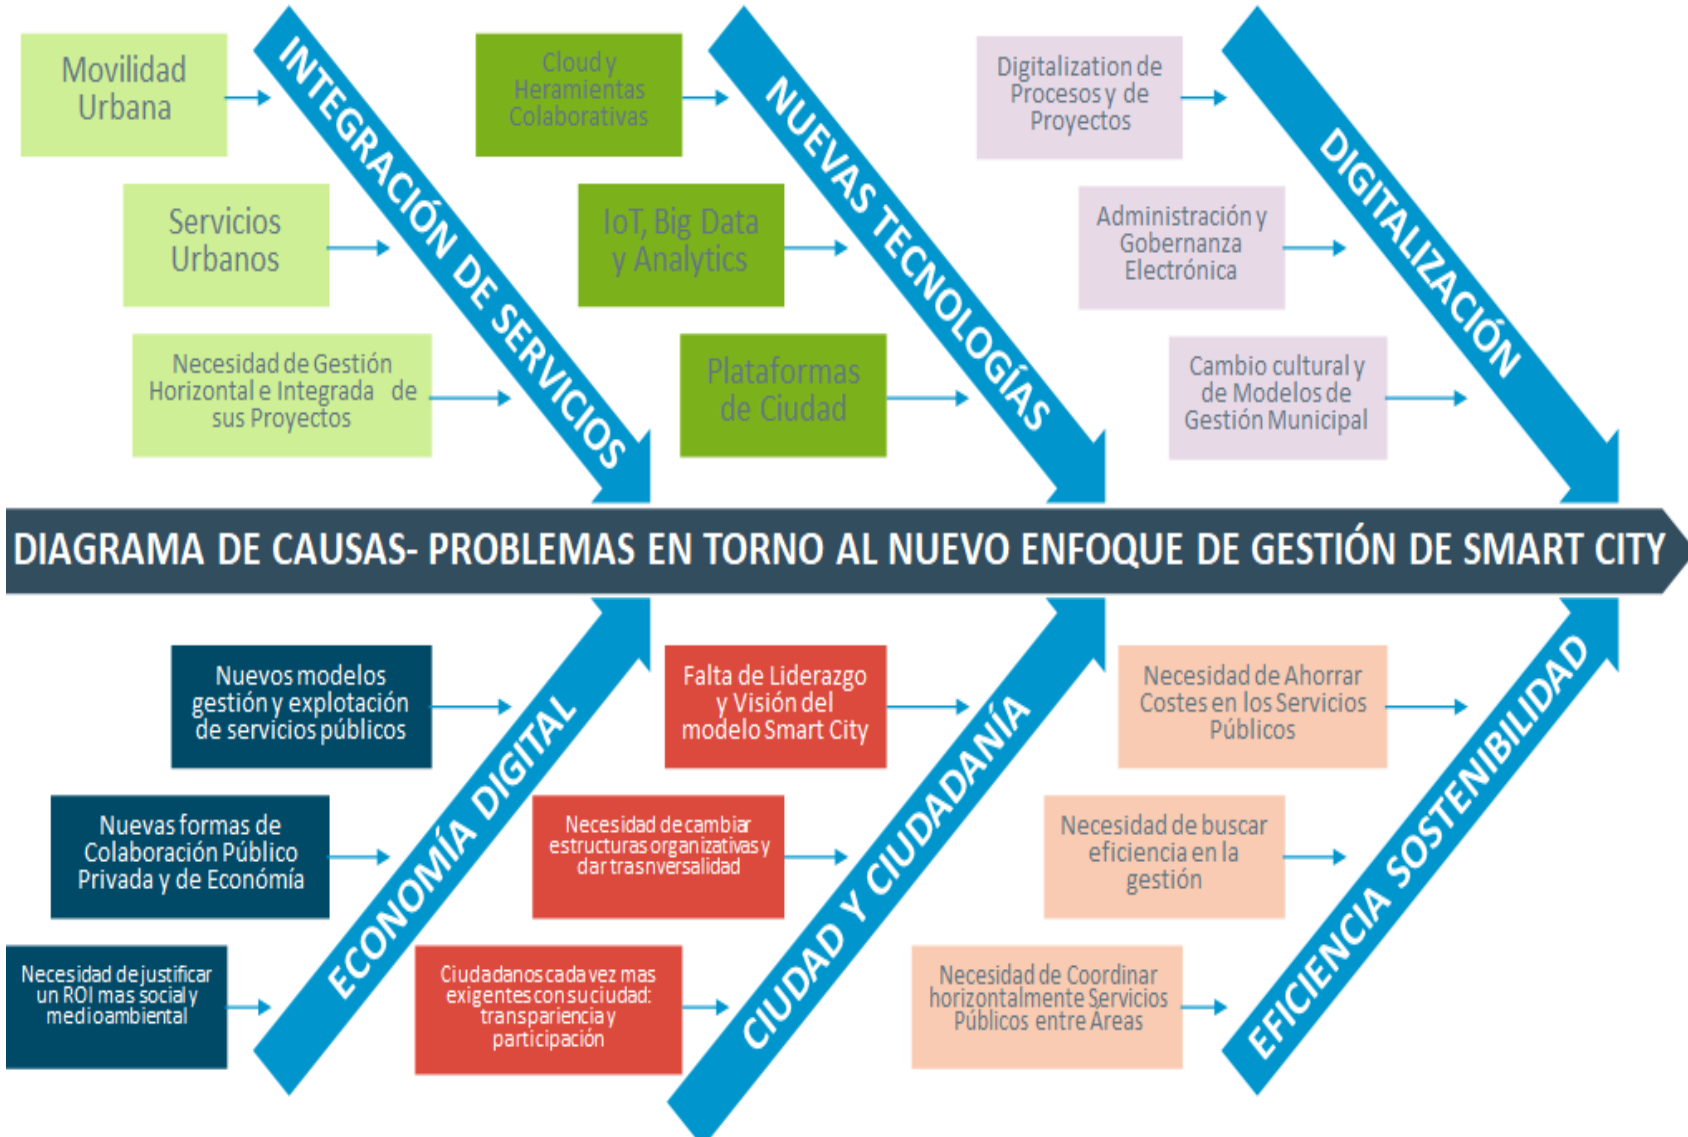 Movilidad
Urbana
Servicios
Urbanos
Necesidad de Gestión
Horizontal e Integrada de
sus Proyectos
INTEGRACIÓN DE SERVICIOS
Cloud y
Heramientas
Colaborativas
IoT, Big Data
y Analytics
Plataformas
de Ciudad
NUEVAS TECNOLOGÍAS
Digitalization de
Procesos y de
Proyectos
Administración y
Gobernanza
Electrónica
Cambio cultural y
de Modelos de
Gestión Municipal
DIGITALIZACIÓN
DIAGRAMA DE CAUSAS- PROBLEMAS EN TORNO AL NUEVO ENFOQUE DE GESTIÓN DE SMART CITY
Nuevos modelos
gestión y explotación
de servicios públicos
Nuevas formas de
Colaboración Público
Privada y de Económía
Necesidad de justificar
un ROI mas social y
medioambiental
ECONOMÍA DIGITAL
Falta de Liderazgo
y Visión del
modelo Smart City
Necesidad de cambiar
estructuras organizativas y
dar trasnversalidad
Ciudadanos cada vez mas
exigentes con su ciudad:
transpariencia y
participación
CIUDAD Y CIUDADANÍA
Necesidad de Ahorrar
Costes en los Servicios
Públicos
Necesidad de buscar
eficiencia en la
gestión
Necesidad de Coordinar
horizontalmente Servicios
Públicos entre Áreas
EFICIENCIA SOSTENIBILIDAD